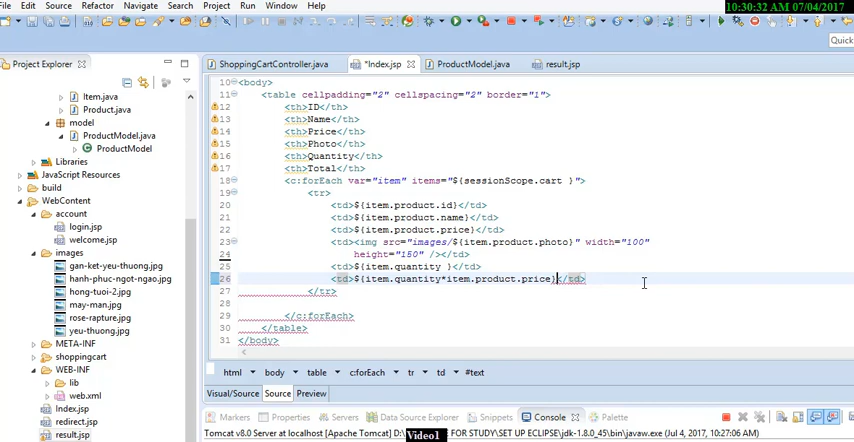 File Edit Source Refactor Navigate Search Project Run Window Help
10:30:32 AM 07/04/2017
Quick
Project Explorer
ShoppingCartController.java
*Index.jsp
ProductModel.java
result.jsp
Item.java
Product.java
model
ProductModel.java
ProductModel
Libraries
JavaScript Resources
build
WebContent
account
login.jsp
welcome.jsp
images
gan-ket-yeu-thuong.jpg
hanh-phuc-ngot-ngao.jpg
hong-tuoi-2.jpg
may-man.jpg
rose-rapture.jpg
yeu-thuong.jpg
META-INF
shoppingcart
WEB-INF
lib
web.xml
Index.jsp
redirect.jsp
result.jsp
10 <body>
11 <table cellpadding="2" cellspacing="2" border="1">
12 <th>ID</th>
13 <th>Name</th>
14 <th>Price</th>
15 <th>Photo</th>
16 <th>Quantity</th>
17 <th>Total</th>
18 <c:forEach var="item" items="${sessionScope.cart }">
19 <tr>
20 <td>${item.product.id}</td>
21 <td>${item.product.name}</td>
22 <td>${item.product.price}</td>
23 <td><img src="images/${item.product.photo}" width="100"
24 height="150" /></td>
25 <td>${item.quantity }</td>
26 <td>${item.quantity*item.product.price}</td>
27 </tr>
28
29 </c:forEach>
30 </table>
31 </body>
html body table c:forEach tr td #text
Visual/Source Source Preview
Markers Properties Servers Data Source Explorer Snippets Console Palette
Tomcat v8.0 Server at localhost [Apache Tomcat] D:\ FOR STUDY\SET UP ECLIPSE\jdk-1.8.0_45\bin\javaw.exe (Jul 4, 2017, 10:27:06 AM)
Video1